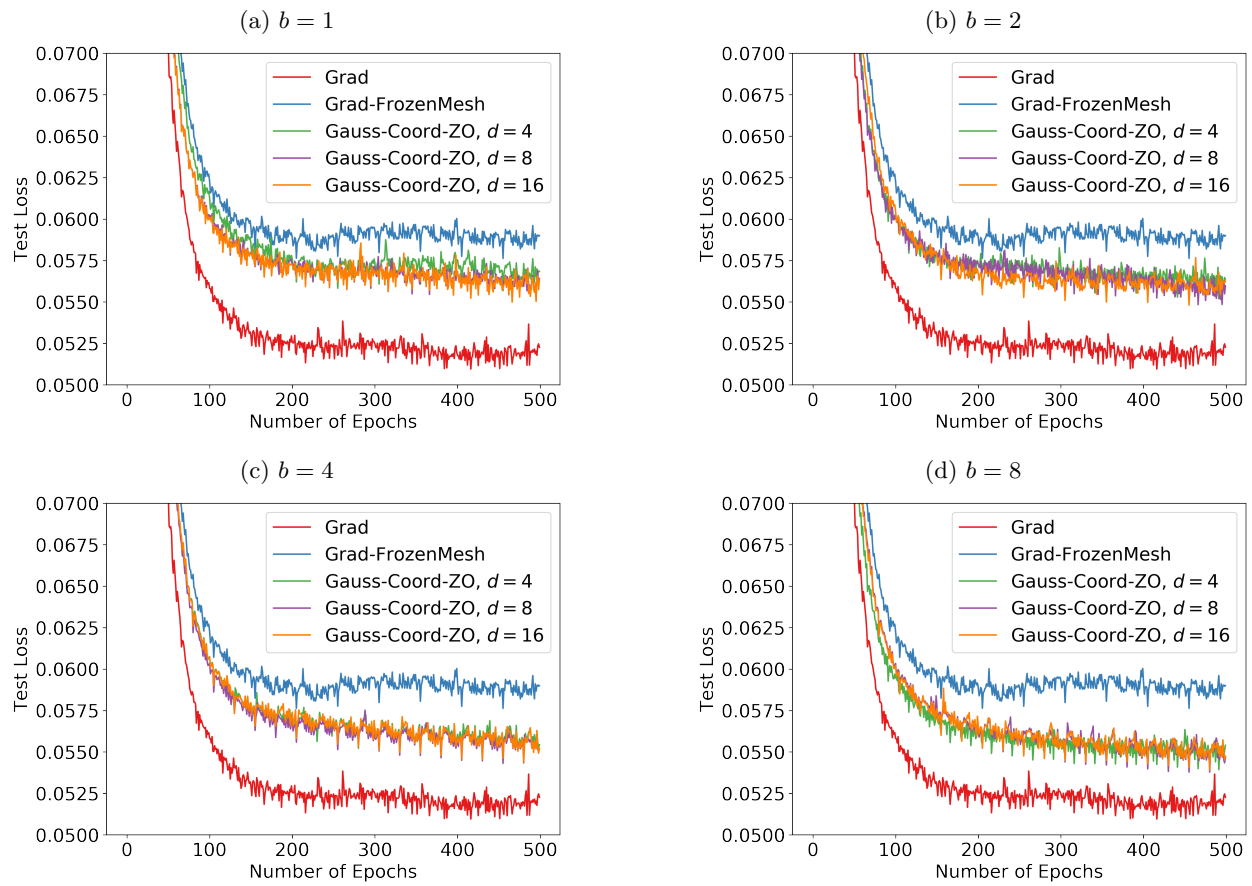 (a) b = 1
0.0700
0.0675
0.0650
0.0625
0.0600
0.0575
0.0550
0.0525
0.0500
Test Loss
Grad
Grad-FrozenMesh
Gauss-Coord-ZO, d = 4
Gauss-Coord-ZO, d = 8
Gauss-Coord-ZO, d = 16
0 100 200 300 400 500
Number of Epochs
(b) b = 2
0.0700
0.0675
0.0650
0.0625
0.0600
0.0575
0.0550
0.0525
0.0500
Test Loss
Grad
Grad-FrozenMesh
Gauss-Coord-ZO, d = 4
Gauss-Coord-ZO, d = 8
Gauss-Coord-ZO, d = 16
0 100 200 300 400 500
Number of Epochs
(c) b = 4
0.0700
0.0675
0.0650
0.0625
0.0600
0.0575
0.0550
0.0525
0.0500
Test Loss
Grad
Grad-FrozenMesh
Gauss-Coord-ZO, d = 4
Gauss-Coord-ZO, d = 8
Gauss-Coord-ZO, d = 16
0 100 200 300 400 500
Number of Epochs
(d) b = 8
0.0700
0.0675
0.0650
0.0625
0.0600
0.0575
0.0550
0.0525
0.0500
Test Loss
Grad
Grad-FrozenMesh
Gauss-Coord-ZO, d = 4
Gauss-Coord-ZO, d = 8
Gauss-Coord-ZO, d = 16
0 100 200 300 400 500
Number of Epochs